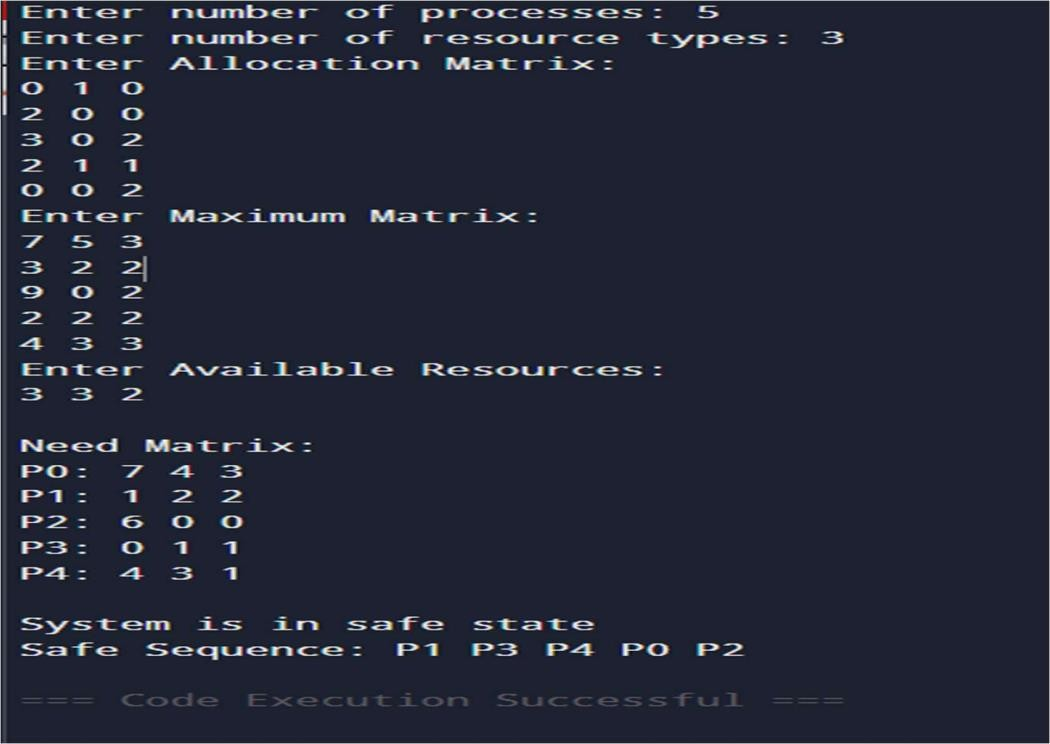 Enter number of processes: 5
Enter number of resource types: 3
Enter Allocation Matrix:
0 1 0
2 0 0
3 0 2
2 1 1
0 0 2
Enter Maximum Matrix:
7 5 3
3 2 2
9 0 2
2 2 2
4 3 3
Enter Available Resources:
3 3 2
Need Matrix:
P0: 7 4 3
P1: 1 2 2
P2: 6 0 0
P3: 0 1 1
P4: 4 3 1
System is in safe state
Safe Sequence: P1 P3 P4 P0 P2
=== Code Execution Successful ===